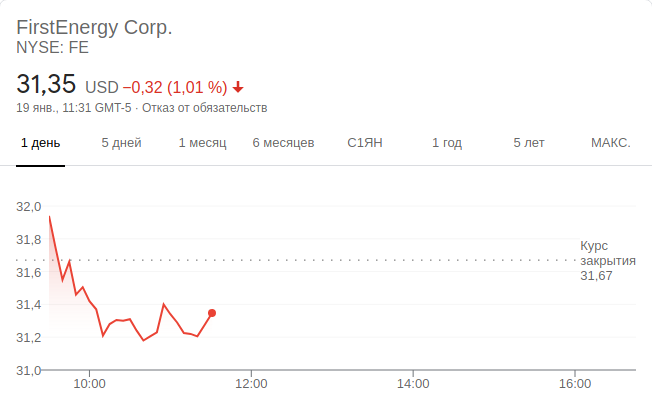 FirstEnergy Corp.
NYSE: FE
31,35 USD −0,32 (1,01 %)
19 янв., 11:31 GMT-5 · Отказ от обязательств
1 день 5 дней 1 месяц 6 месяцев С1ЯН 1 год 5 лет МАКС.
32,0
31,8
Курс
закрытия
31,67
31,6
31,4
31,2
31,0
10:00 12:00 14:00 16:00